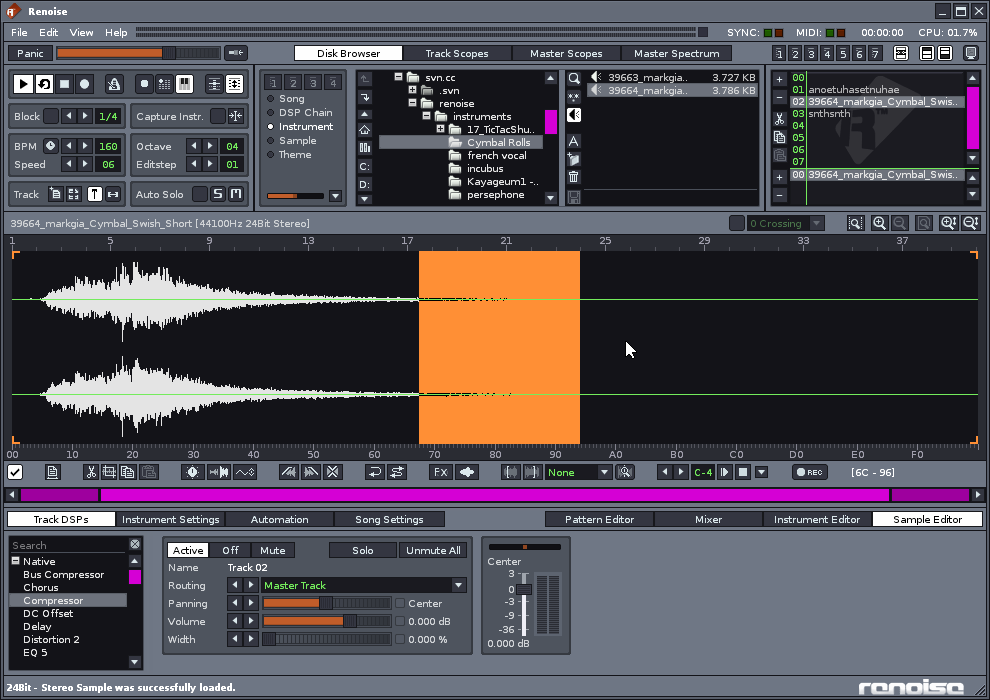 Renoise
File Edit View Help
SYNC: MIDI: 00:00:00 CPU: 01.7%
Panic
Disk Browser Track Scopes Master Scopes Master Spectrum
1 2 3 4 5 6 7
Block 1/4 Capture Instr.
BPM 160 Octave 04
Speed 06 Editstep 01
Track Auto Solo S M
1 2 3 4
Song
DSP Chain
Instrument
Sample
Theme
C:
D:
svn.cc
.svn
renoise
instruments
17_TicTacShu..
Cymbal Rolls
french vocal
incubus
Kayageum1 -..
persephone
39663_markgia.. 3.727 KB
39664_markgia.. 3.786 KB
00
01 anoetuhasetnuhae
02 39664_markgia_Cymbal_Swis..
03 snthsnth
04
05
06
07
00 39664_markgia_Cymbal_Swis..
39664_markgia_Cymbal_Swish_Short [44100Hz 24Bit Stereo]
0 Crossing
1 5 9 13 17 21 25 29 33 37
00 10 20 30 40 50 60 70 80 90 A0 B0 C0 D0 E0 F0
FX None C-4 REC [6C - 96]
Track DSPs Instrument Settings Automation Song Settings
Pattern Editor Mixer Instrument Editor Sample Editor
Search
Native
Bus Compressor
Chorus
Compressor
DC Offset
Delay
Distortion 2
EQ 5
Active Off Mute Solo Unmute All
Name Track 02
Routing Master Track
Panning Center
Volume 0.000 dB
Width 0.000 %
Center
3
0
-3
-9
-36
0.000 dB
24Bit - Stereo Sample was successfully loaded.
renoise